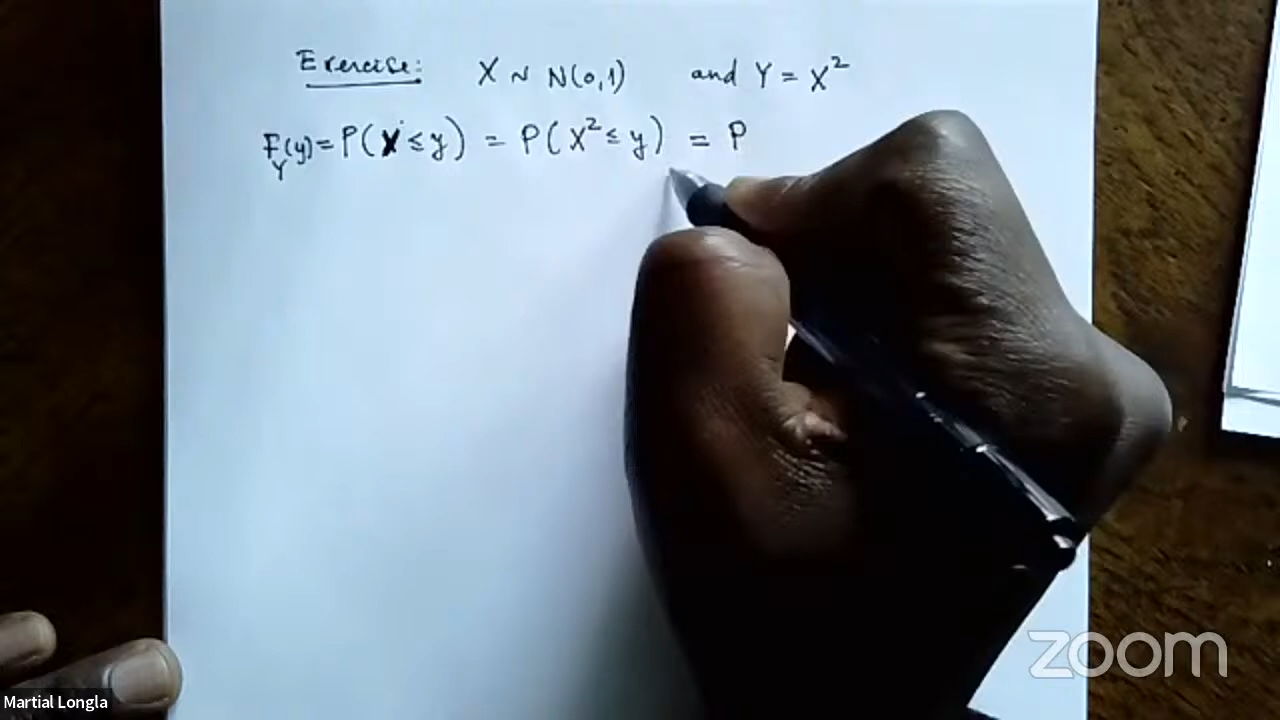 Exercise: X ~ N(0,1) and Y = X²
F_Y(y) = P(Y ≤ y) = P(X² ≤ y) = P
zoom
Martial Longla